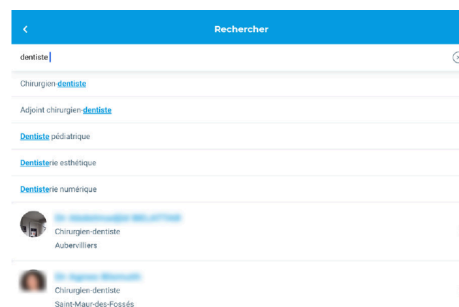 Rechercher
dentiste
Chirurgien-dentiste
Adjoint chirurgien-dentiste
Dentiste pédiatrique
Dentisterie esthétique
Dentisterie numérique
Chirurgien-dentiste
Aubervilliers
Chirurgien-dentiste
Saint-Maur-des-Fossés